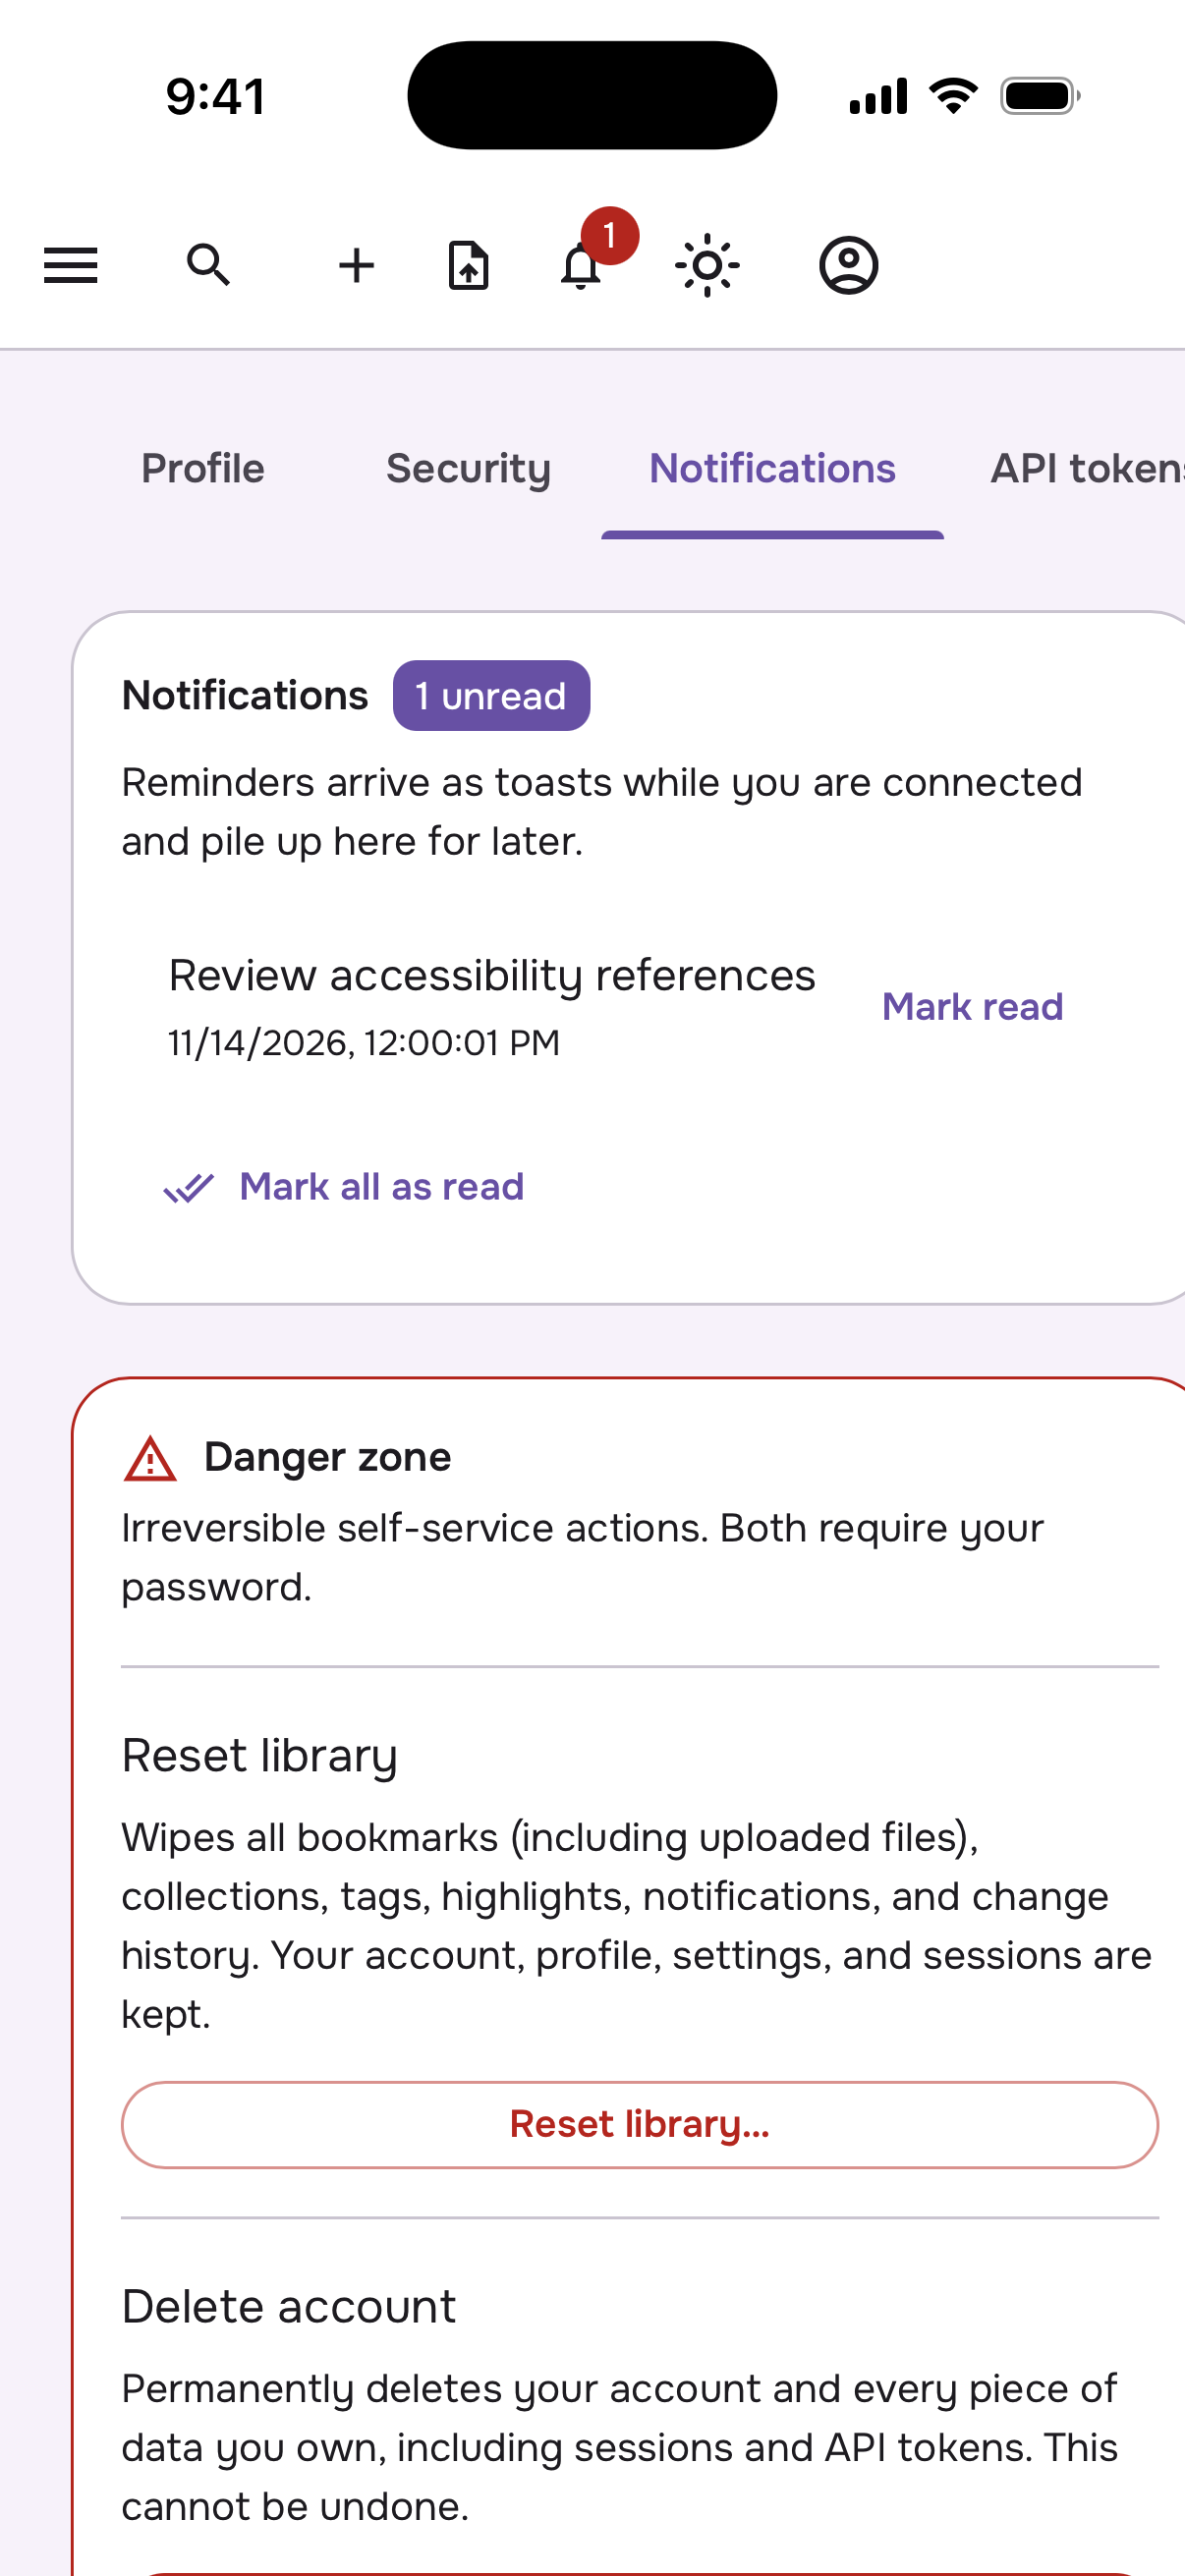 9:41
1
Profile Security Notifications API tokens
Notifications 1 unread
Reminders arrive as toasts while you are connected
and pile up here for later.
Review accessibility references
11/14/2026, 12:00:01 PM
Mark read
Mark all as read
Danger zone
Irreversible self-service actions. Both require your
password.
Reset library
Wipes all bookmarks (including uploaded files),
collections, tags, highlights, notifications, and change
history. Your account, profile, settings, and sessions are
kept.
Reset library...
Delete account
Permanently deletes your account and every piece of
data you own, including sessions and API tokens. This
cannot be undone.